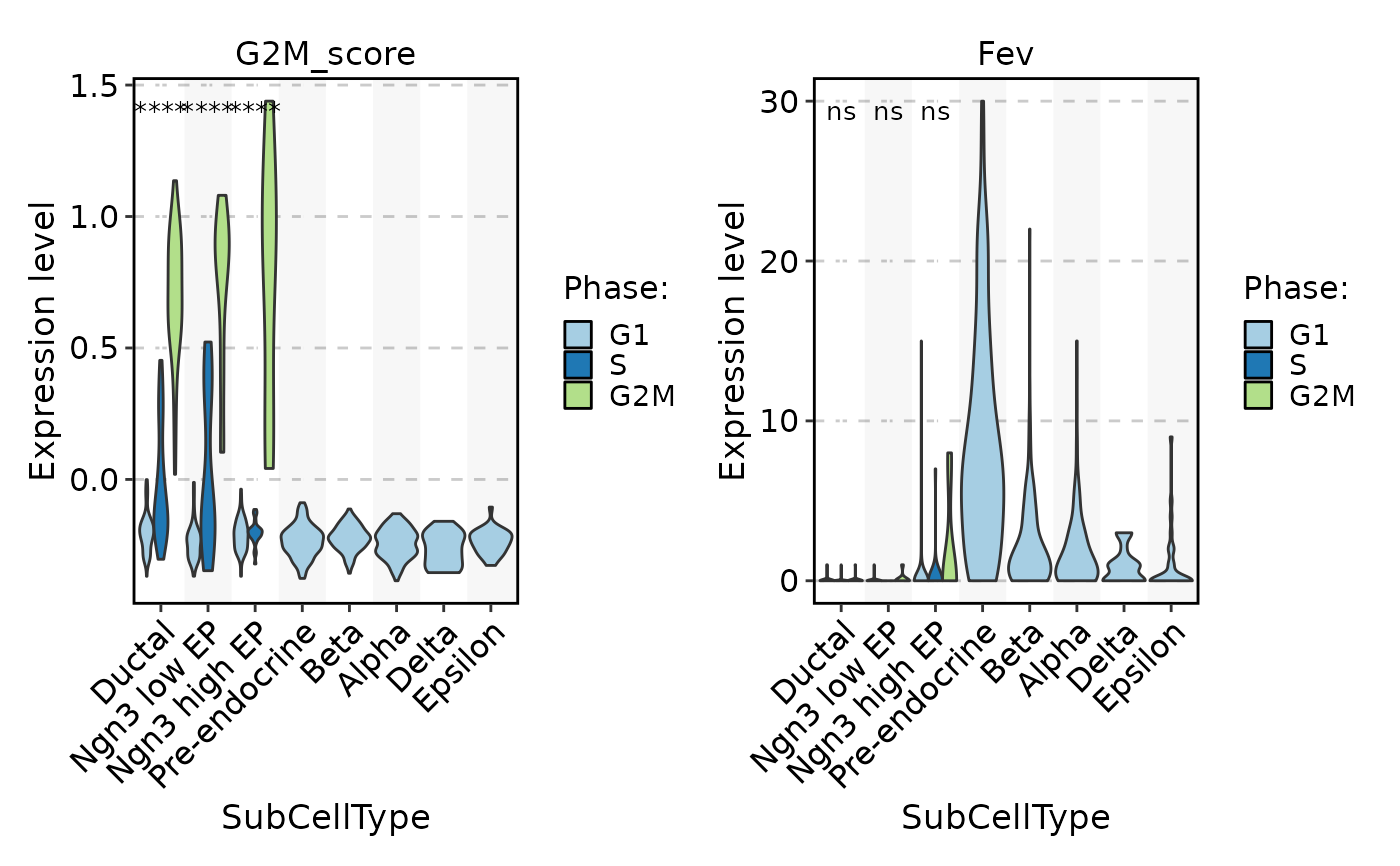 G2M_score
Expression level
1.5
1.0
0.5
0.0
************
Ductal
Ngn3 low EP
Ngn3 high EP
Pre-endocrine
Beta
Alpha
Delta
Epsilon
SubCellType
Phase:
G1
S
G2M
Fev
Expression level
30
20
10
0
ns ns ns
Ductal
Ngn3 low EP
Ngn3 high EP
Pre-endocrine
Beta
Alpha
Delta
Epsilon
SubCellType
Phase:
G1
S
G2M